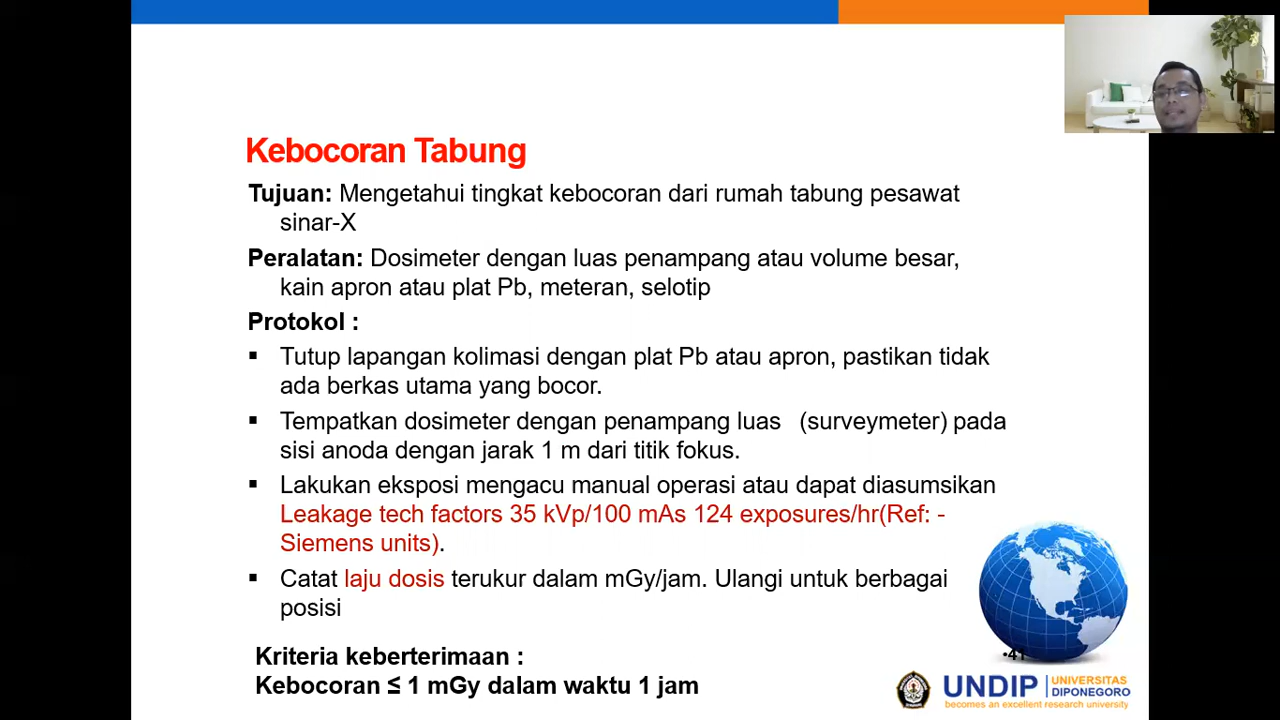 Kebocoran Tabung
Tujuan: Mengetahui tingkat kebocoran dari rumah tabung pesawat
sinar-X
Peralatan: Dosimeter dengan luas penampang atau volume besar,
kain apron atau plat Pb, meteran, selotip
Protokol :
▪ Tutup lapangan kolimasi dengan plat Pb atau apron, pastikan tidak
ada berkas utama yang bocor.
▪ Tempatkan dosimeter dengan penampang luas (surveymeter) pada
sisi anoda dengan jarak 1 m dari titik fokus.
▪ Lakukan eksposi mengacu manual operasi atau dapat diasumsikan
Leakage tech factors 35 kVp/100 mAs 124 exposures/hr(Ref: -
Siemens units).
▪ Catat laju dosis terukur dalam mGy/jam. Ulangi untuk berbagai
posisi
Kriteria keberterimaan :
Kebocoran ≤ 1 mGy dalam waktu 1 jam
•41
UNDIP UNIVERSITAS
DIPONEGORO
becomes an excellent research university